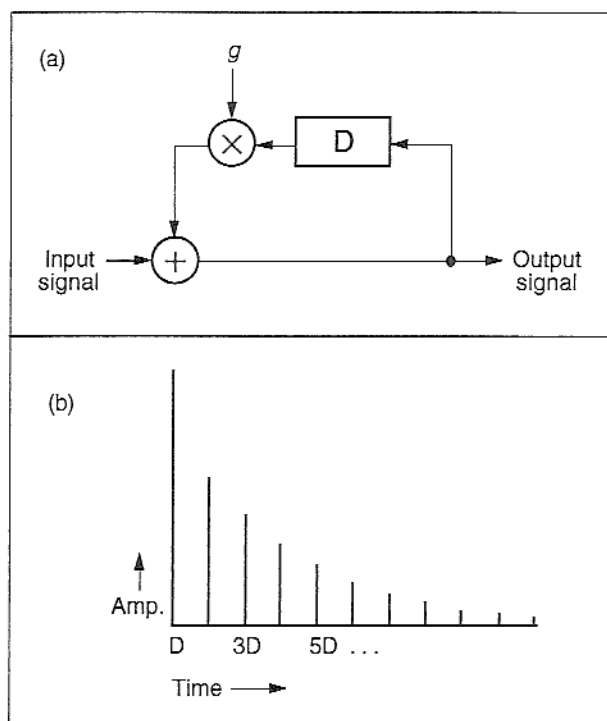 (a)
g
×
D
Input
signal
+
Output
signal
(b)
Amp.
D 3D 5D ...
Time